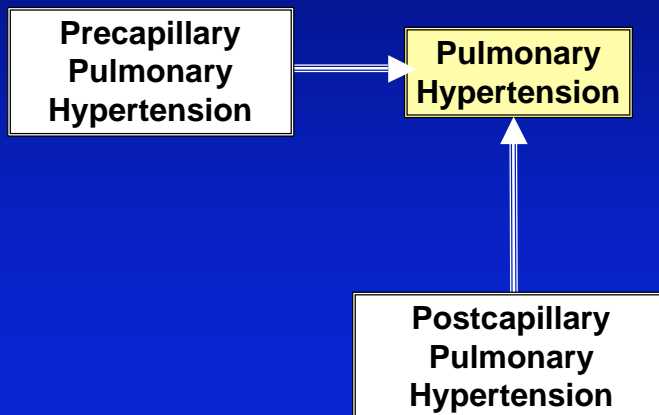 Precapillary
Pulmonary
Hypertension
Pulmonary
Hypertension
Postcapillary
Pulmonary
Hypertension